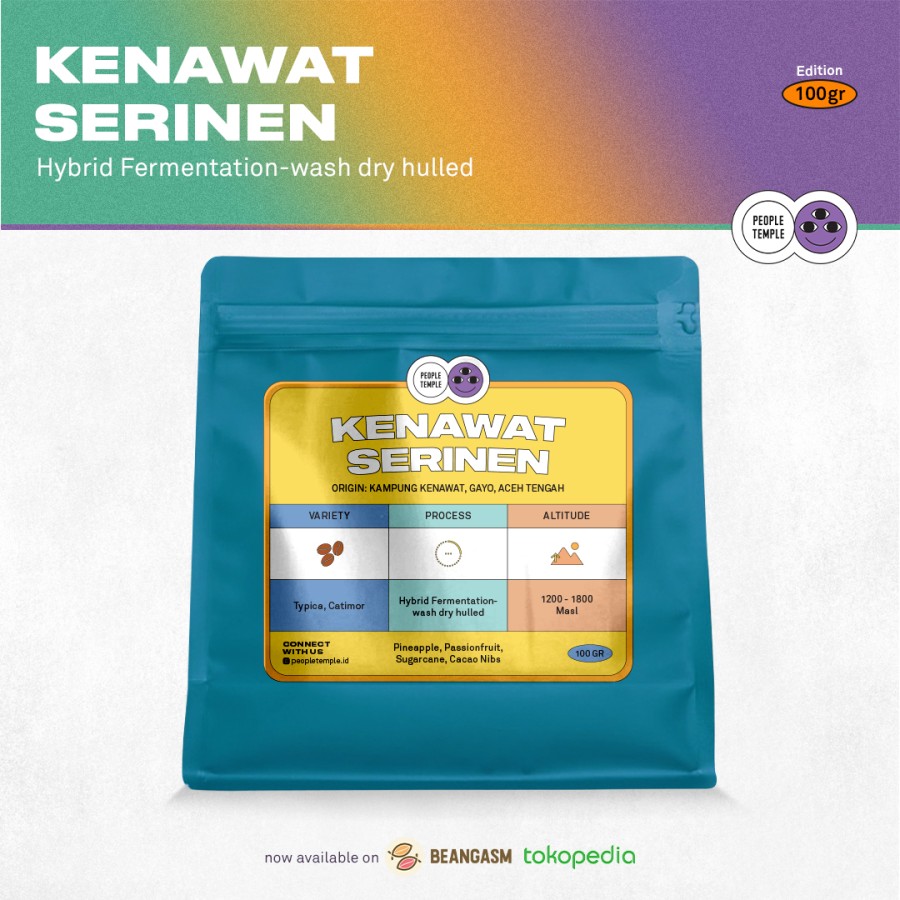 KENAWAT
SERINEN
Hybrid Fermentation-wash dry hulled
Edition
100gr
PEOPLE
TEMPLE
PEOPLE
TEMPLE
KENAWAT
SERINEN
ORIGIN: KAMPUNG KENAWAT, GAYO, ACEH TENGAH
VARIETY
PROCESS
ALTITUDE
Typica, Catimor
Hybrid Fermentation-
wash dry hulled
1200 - 1800
Masl
CONNECT
WITH US
peopletemple.id
Pineapple, Passionfruit,
Sugarcane, Cacao Nibs
100 GR
now available on BEANGASM tokopedia